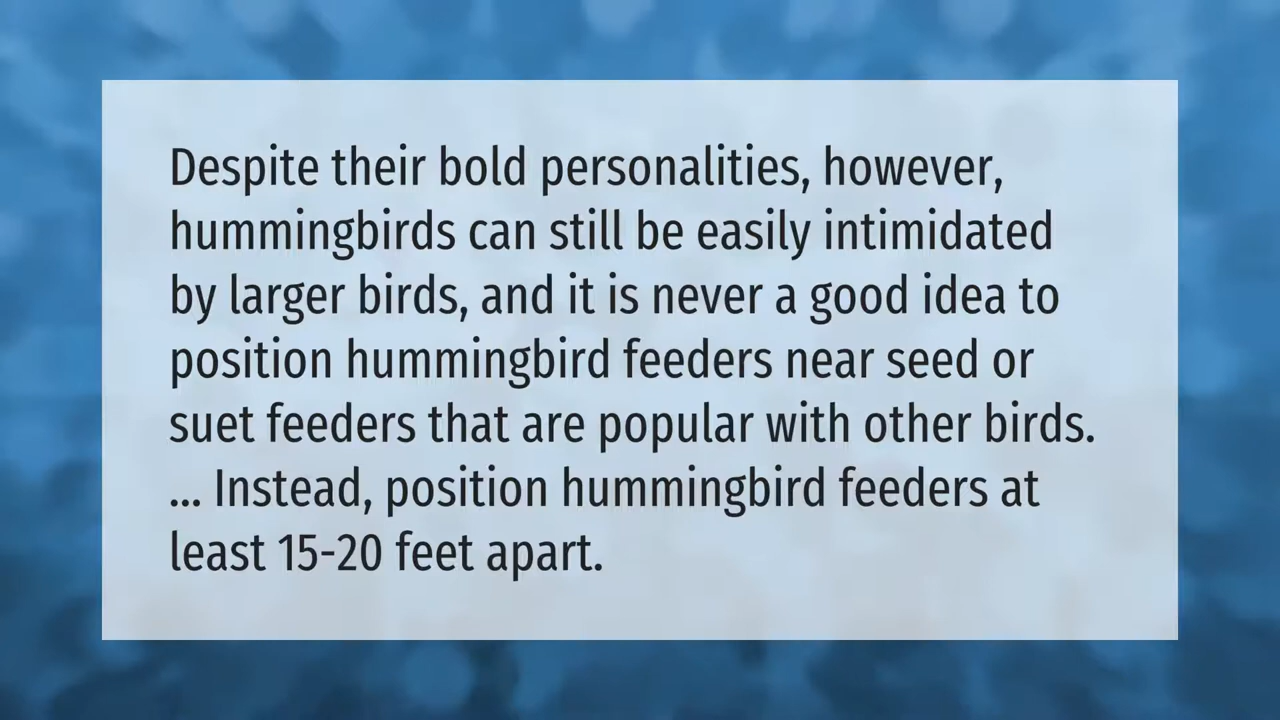 Despite their bold personalities, however,
hummingbirds can still be easily intimidated
by larger birds, and it is never a good idea to
position hummingbird feeders near seed or
suet feeders that are popular with other birds.
... Instead, position hummingbird feeders at
least 15-20 feet apart.